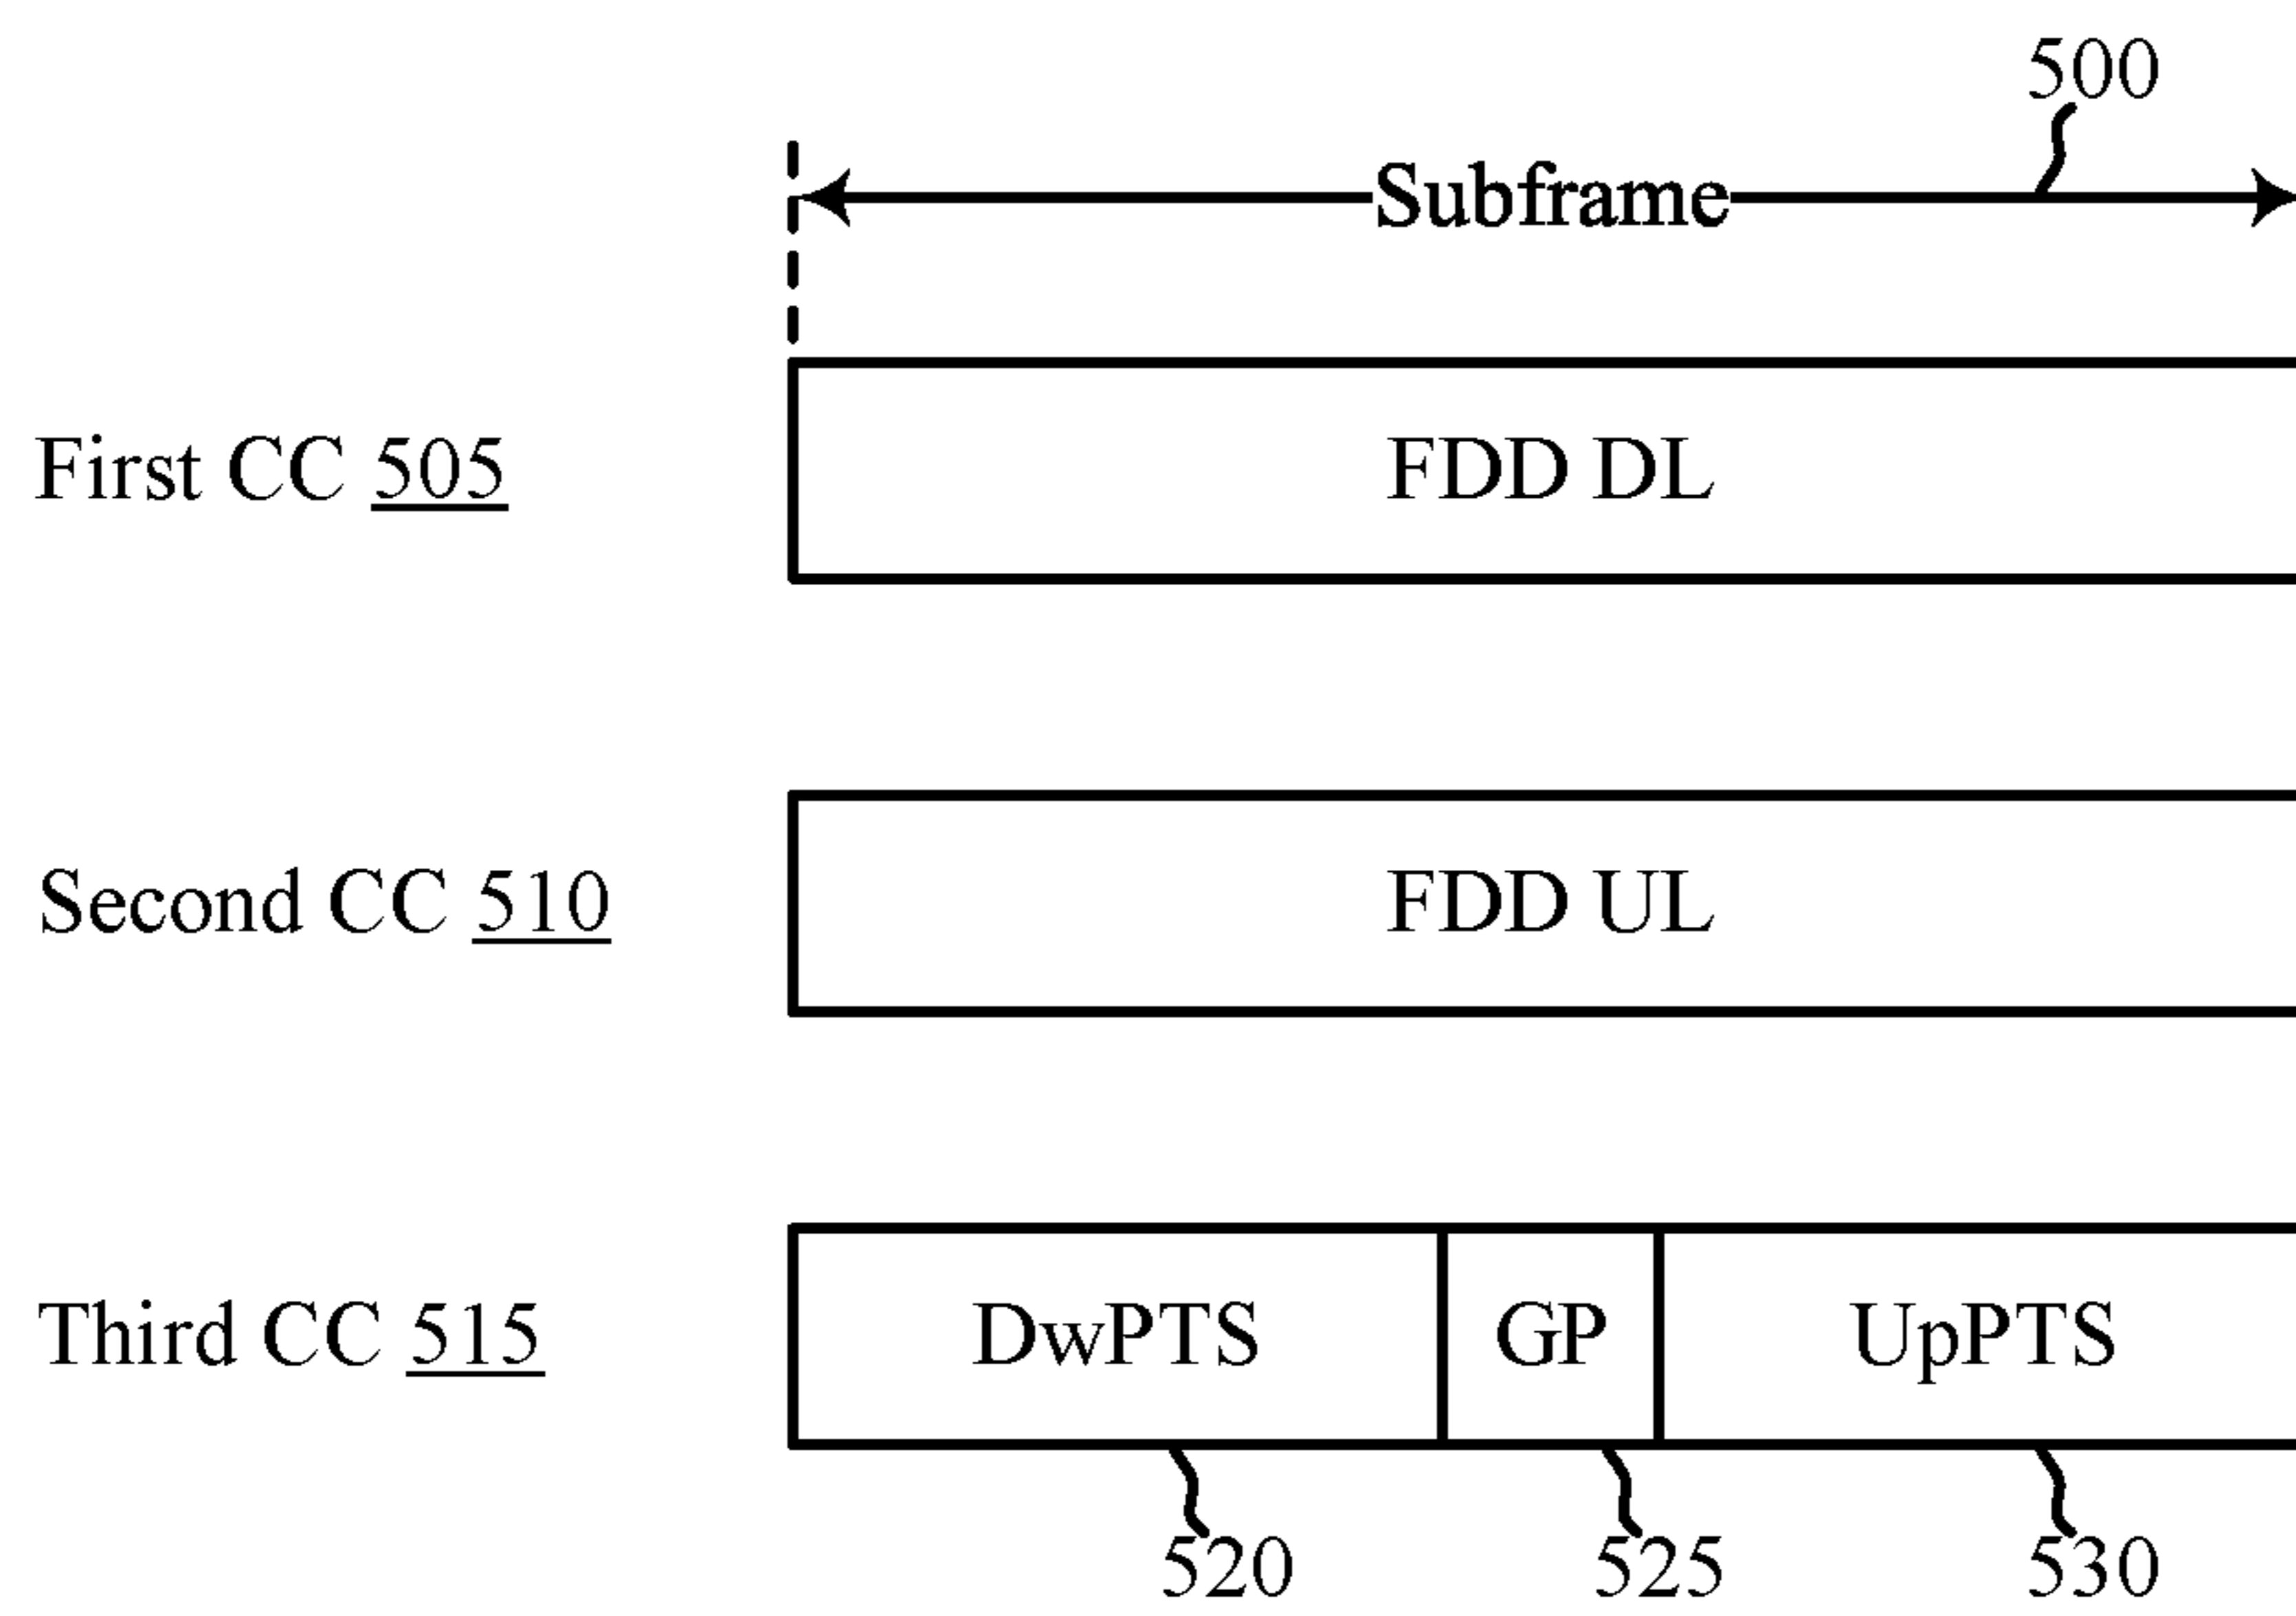 500
Subframe
First CC 505
FDD DL
Second CC 510
FDD UL
Third CC 515
DwPTS
GP
UpPTS
520
525
530